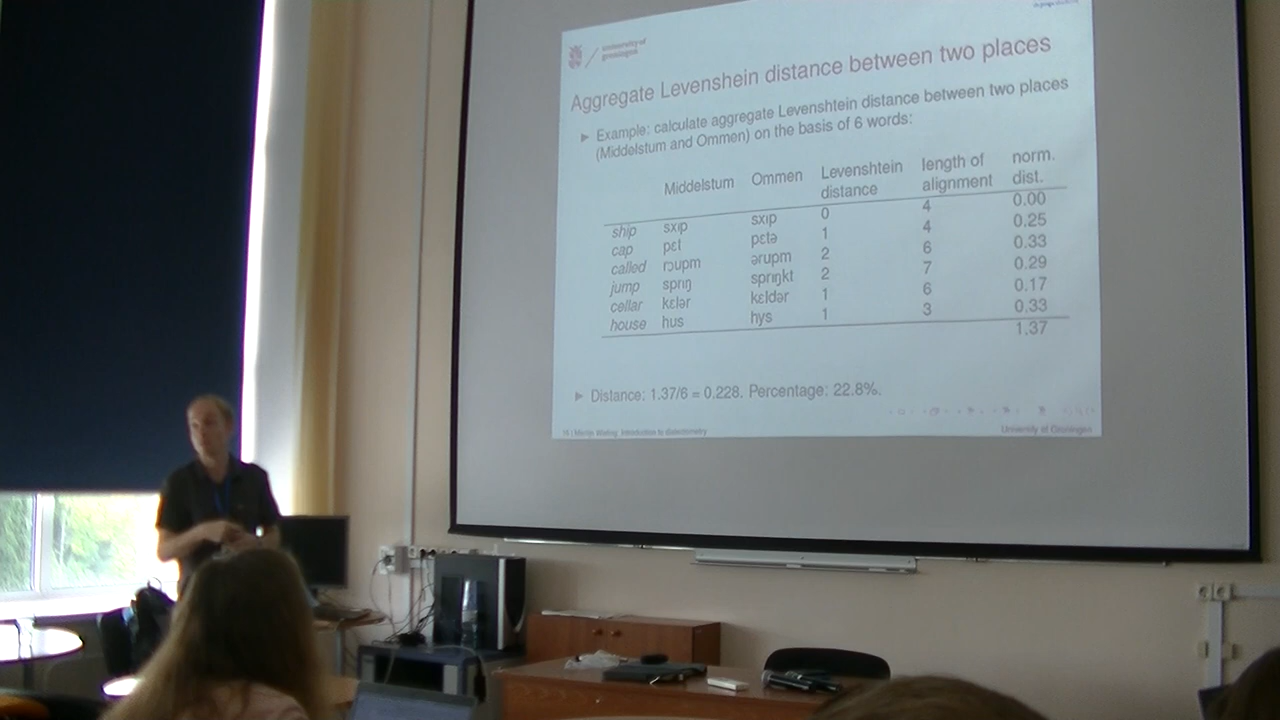 university of
groningen
Aggregate Levenshein distance between two places
► Example: calculate aggregate Levenshtein distance between two places
(Middelstum and Ommen) on the basis of 6 words:
Middelstum Ommen Levenshtein distance length of alignment norm. dist.
ship sxɪp sxɪp 0 4 0.00
cap pɛt pɛtə 1 4 0.25
called rɔupm ərupm 2 6 0.33
jump sprɪŋ sprɪŋkt 2 7 0.29
cellar kɛlər kɛldər 1 6 0.17
house hus hys 1 3 0.33
1.37
► Distance: 1.37/6 = 0.228. Percentage: 22.8%.
Martijn Wieling Introduction to dialectometry
University of Groningen